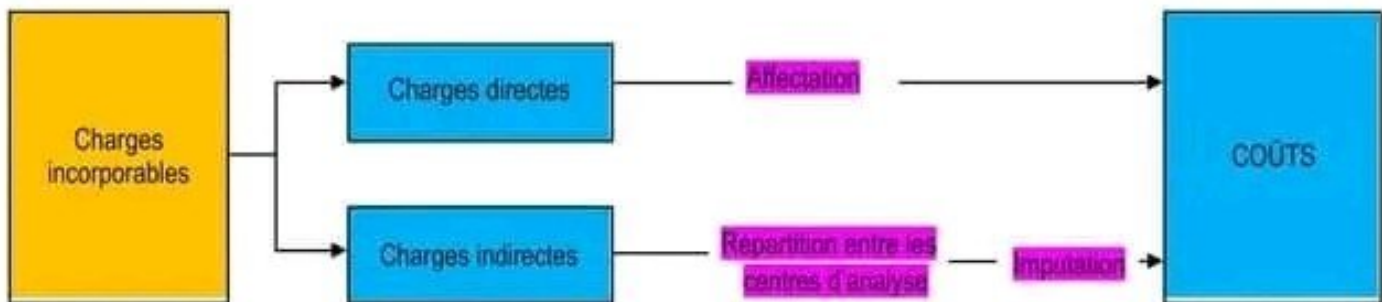 Charges
incorporables
Charges directes
Affectation
COÛTS
Charges indirectes
Répartition entre les
centres d'analyse
Imputation